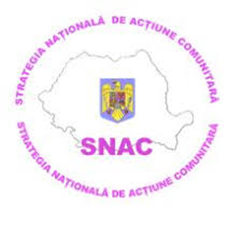 STRATEGIA NAȚIONALĂ DE ACȚIUNE COMUNITARĂ
SNAC
STRATEGIA NAȚIONALĂ DE ACȚIUNE COMUNITARĂ